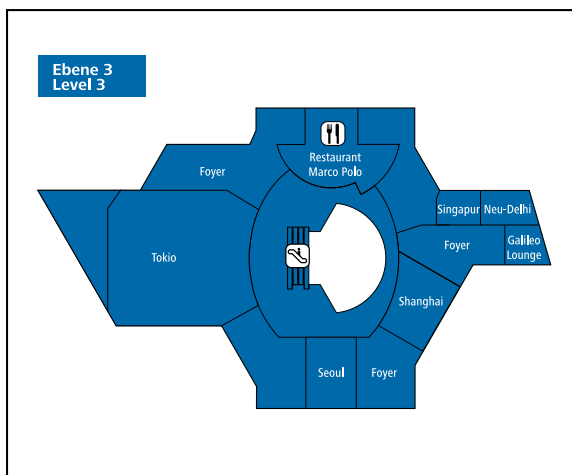 Ebene 3
Level 3
Restaurant
Marco Polo
Foyer
Singapur
Neu-Delhi
Tokio
Foyer
Galileo
Lounge
Shanghai
Seoul
Foyer